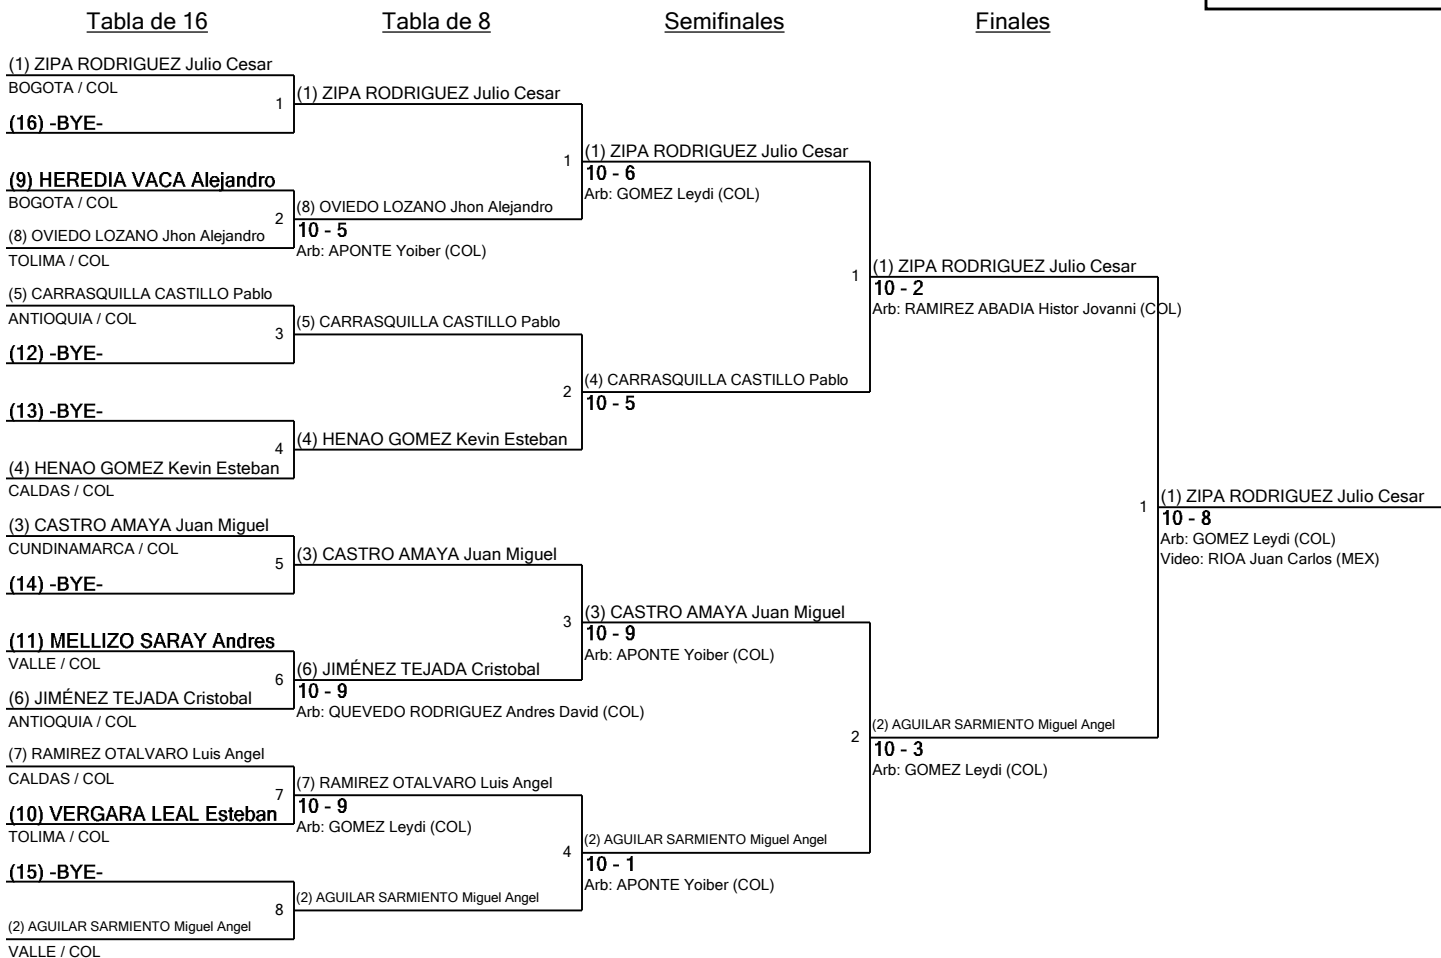 Tabla de 16
Tabla de 8
Semifinales
Finales
(1) ZIPA RODRIGUEZ Julio Cesar
BOGOTA / COL
1
(16) -BYE-
(9) HEREDIA VACA Alejandro
BOGOTA / COL
2
(8) OVIEDO LOZANO Jhon Alejandro
TOLIMA / COL
(5) CARRASQUILLA CASTILLO Pablo
ANTIOQUIA / COL
3
(12) -BYE-
(13) -BYE-
4
(4) HENAO GOMEZ Kevin Esteban
CALDAS / COL
(3) CASTRO AMAYA Juan Miguel
CUNDINAMARCA / COL
5
(14) -BYE-
(11) MELLIZO SARAY Andres
VALLE / COL
6
(6) JIMÉNEZ TEJADA Cristobal
ANTIOQUIA / COL
(7) RAMIREZ OTALVARO Luis Angel
CALDAS / COL
7
(10) VERGARA LEAL Esteban
TOLIMA / COL
(15) -BYE-
8
(2) AGUILAR SARMIENTO Miguel Angel
VALLE / COL
(1) ZIPA RODRIGUEZ Julio Cesar
1
(8) OVIEDO LOZANO Jhon Alejandro
10 - 5
Arb: APONTE Yoiber (COL)
(5) CARRASQUILLA CASTILLO Pablo
2
(4) HENAO GOMEZ Kevin Esteban
(3) CASTRO AMAYA Juan Miguel
3
(6) JIMÉNEZ TEJADA Cristobal
10 - 9
Arb: QUEVEDO RODRIGUEZ Andres David (COL)
(7) RAMIREZ OTALVARO Luis Angel
10 - 9
Arb: GOMEZ Leydi (COL)
4
(2) AGUILAR SARMIENTO Miguel Angel
(1) ZIPA RODRIGUEZ Julio Cesar
10 - 6
Arb: GOMEZ Leydi (COL)
1
(4) CARRASQUILLA CASTILLO Pablo
10 - 5
(3) CASTRO AMAYA Juan Miguel
10 - 9
Arb: APONTE Yoiber (COL)
2
(2) AGUILAR SARMIENTO Miguel Angel
10 - 1
Arb: APONTE Yoiber (COL)
(1) ZIPA RODRIGUEZ Julio Cesar
10 - 2
Arb: RAMIREZ ABADIA Histor Jovanni (COL)
1
(2) AGUILAR SARMIENTO Miguel Angel
10 - 3
Arb: GOMEZ Leydi (COL)
(1) ZIPA RODRIGUEZ Julio Cesar
10 - 8
Arb: GOMEZ Leydi (COL)
Video: RIOA Juan Carlos (MEX)